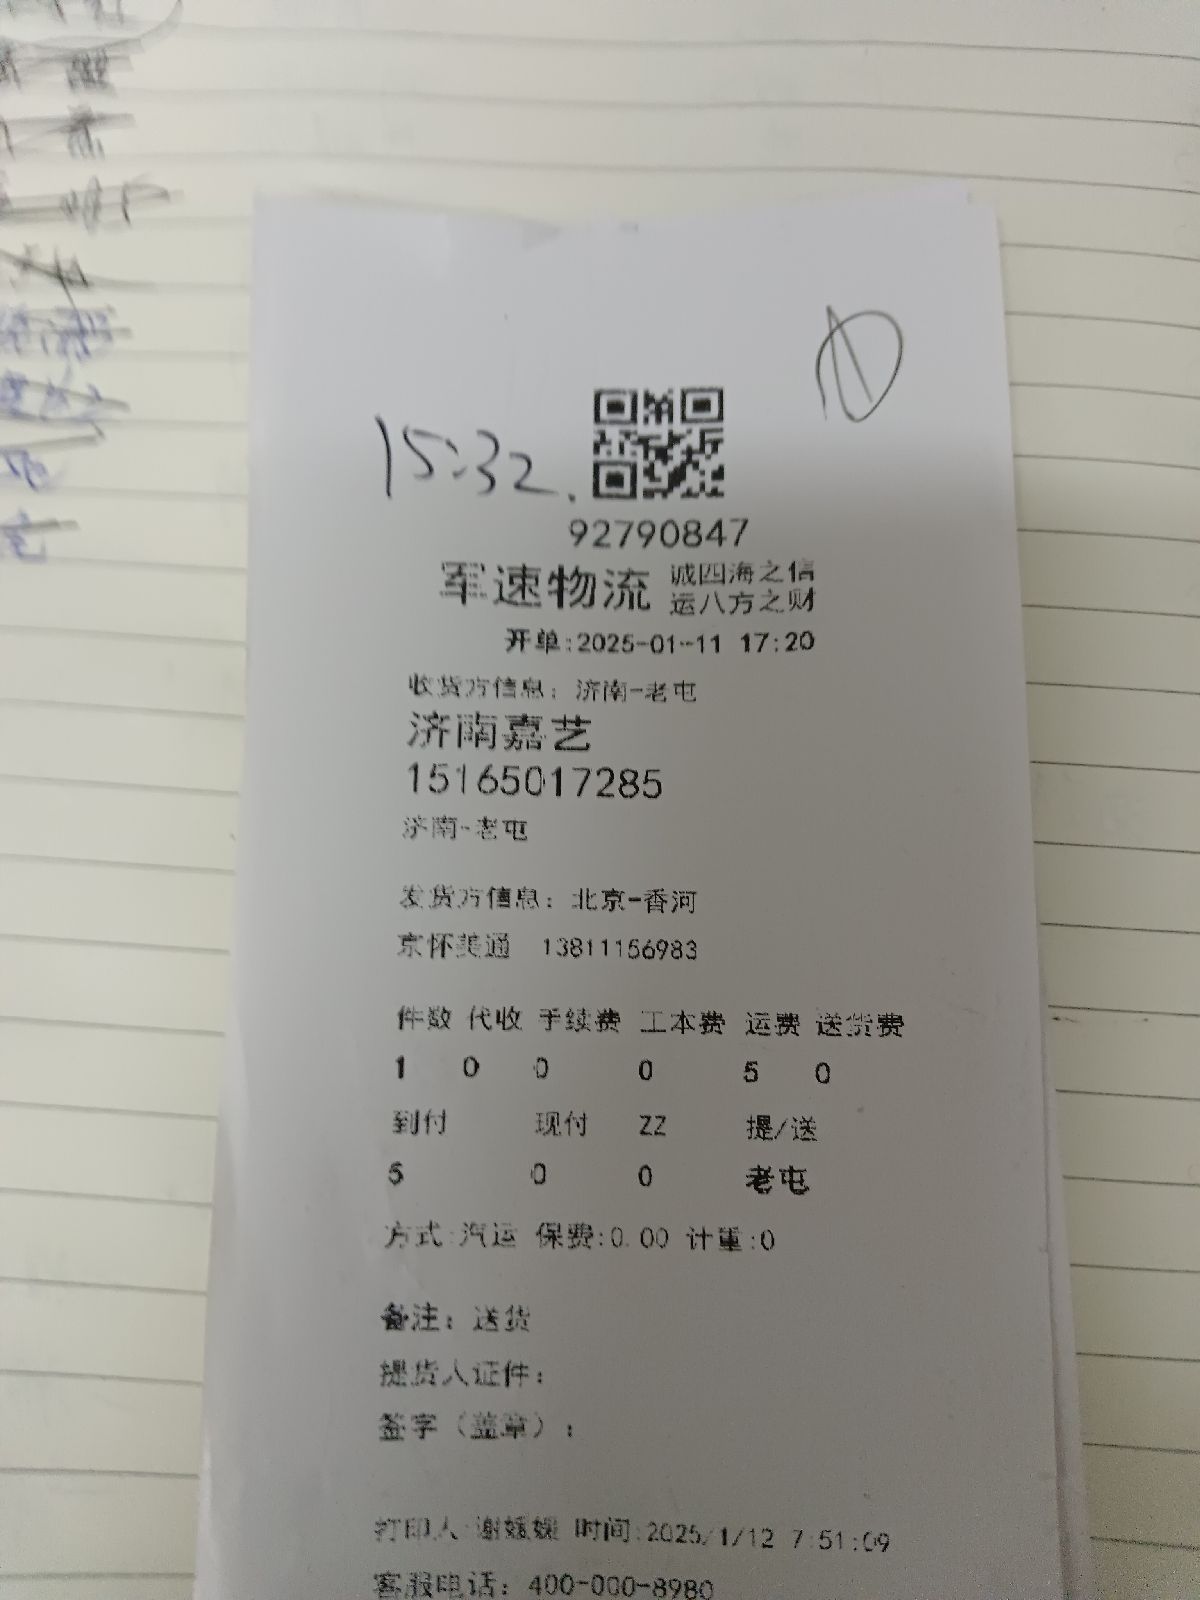 15:32.
92790847
军速物流 诚四海之信
运八方之财
开单:2025-01-11 17:20
收货方信息：济南-老屯
济南嘉艺
15165017285
济南-老屯
发货方信息：北京-香河
京怀美通 13811156983
件数 代收 手续费 工本费 运费 送货费
1 0 0 0 5 0
到付 现付 ZZ 提/送
5 0 0 老屯
方式:汽运 保费:0.00 计重:0
备注：送货
提货人证件：
签字（盖章）：
打印人:谢媛媛 时间:2025/1/12 7:51:09
客服电话：400-000-8980